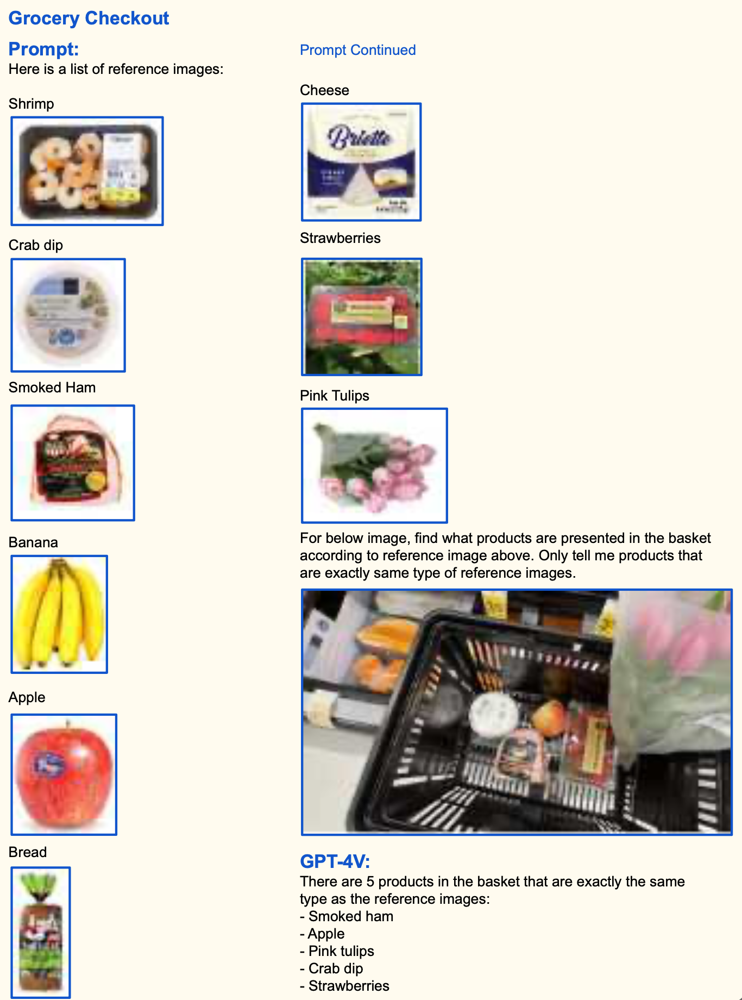 Grocery Checkout
Prompt:
Here is a list of reference images:
Shrimp
Crab dip
Smoked Ham
Banana
Apple
Bread
Prompt Continued
Cheese
Briette
Strawberries
Pink Tulips
For below image, find what products are presented in the basket
according to reference image above. Only tell me products that
are exactly same type of reference images.
GPT-4V:
There are 5 products in the basket that are exactly the same
type as the reference images:
- Smoked ham
- Apple
- Pink tulips
- Crab dip
- Strawberries